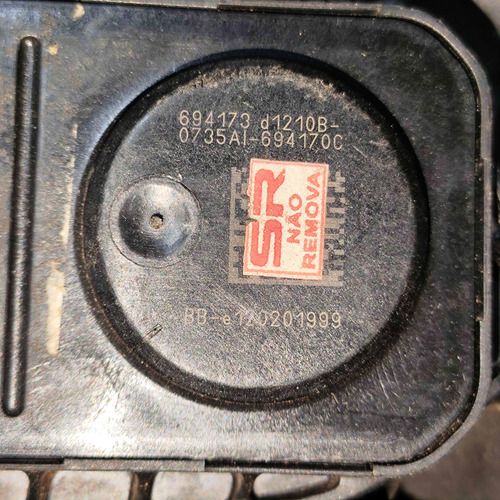 694173 d1210B-
0735AI-694170C
SR
NÃO
REMOVA
BB-e120201999